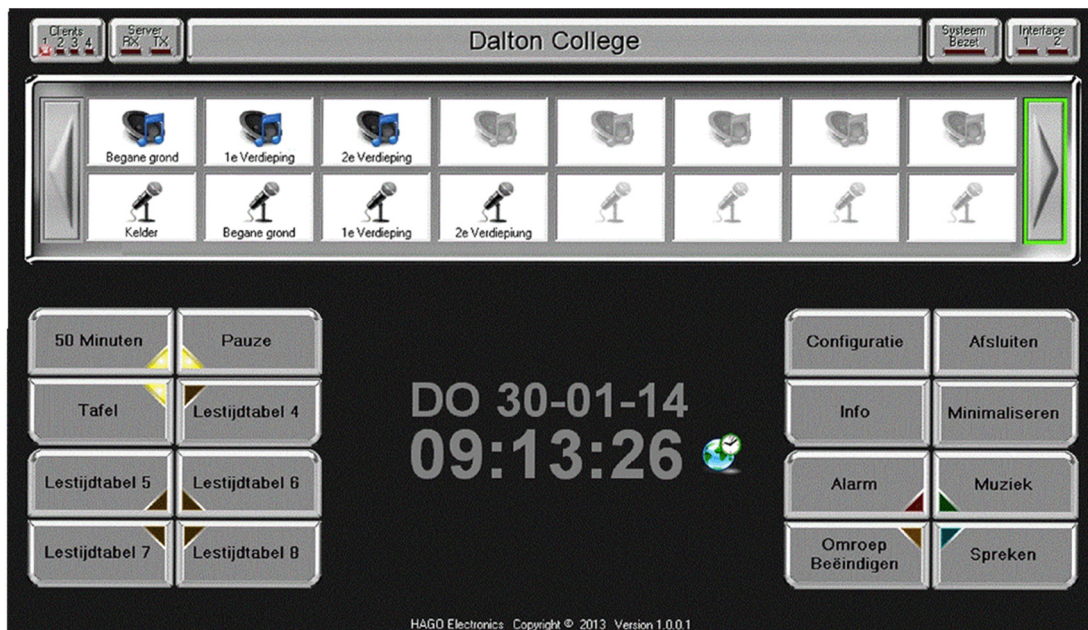 Clients
1 2 3 4
Server
RX TX
Dalton College
Systeem
Bezet
Interface
1 2
Begane grond
1e Verdieping
2e Verdieping
Kelder
Begane grond
1e Verdieping
2e Verdiepiung
50 Minuten
Pauze
Tafel
Lestijdtabel 4
Lestijdtabel 5
Lestijdtabel 6
Lestijdtabel 7
Lestijdtabel 8
DO 30-01-14
09:13:26
Configuratie
Afsluiten
Info
Minimaliseren
Alarm
Muziek
Omroep
Beëindigen
Spreken
HAGO Electronics Copyright © 2013 Version 1.0.0.1